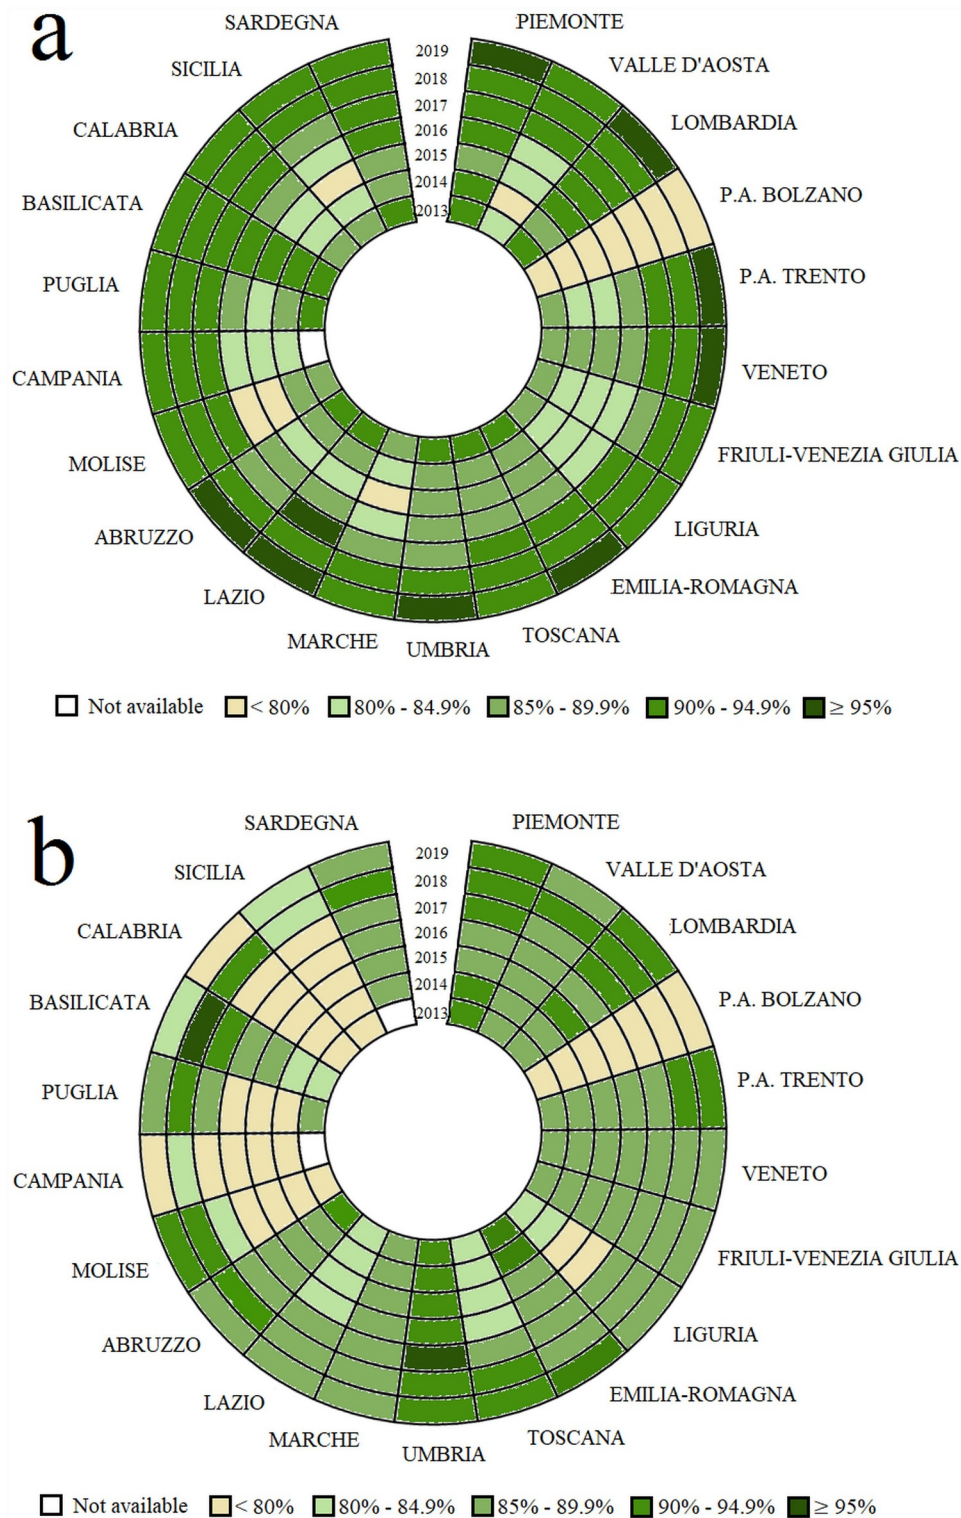 a
SARDEGNA
PIEMONTE
SICILIA
VALLE D'AOSTA
CALABRIA
LOMBARDIA
BASILICATA
P.A. BOLZANO
PUGLIA
P.A. TRENTO
CAMPANIA
VENETO
MOLISE
FRIULI-VENEZIA GIULIA
ABRUZZO
LIGURIA
LAZIO
EMILIA-ROMAGNA
MARCHE
UMBRIA
TOSCANA
2019
2018
2017
2016
2015
2014
2013
Not available < 80% 80% - 84.9% 85% - 89.9% 90% - 94.9% ≥ 95%
b
SARDEGNA
PIEMONTE
SICILIA
VALLE D'AOSTA
CALABRIA
LOMBARDIA
BASILICATA
P.A. BOLZANO
PUGLIA
P.A. TRENTO
CAMPANIA
VENETO
MOLISE
FRIULI-VENEZIA GIULIA
ABRUZZO
LIGURIA
LAZIO
EMILIA-ROMAGNA
MARCHE
UMBRIA
TOSCANA
2019
2018
2017
2016
2015
2014
2013
Not available < 80% 80% - 84.9% 85% - 89.9% 90% - 94.9% ≥ 95%